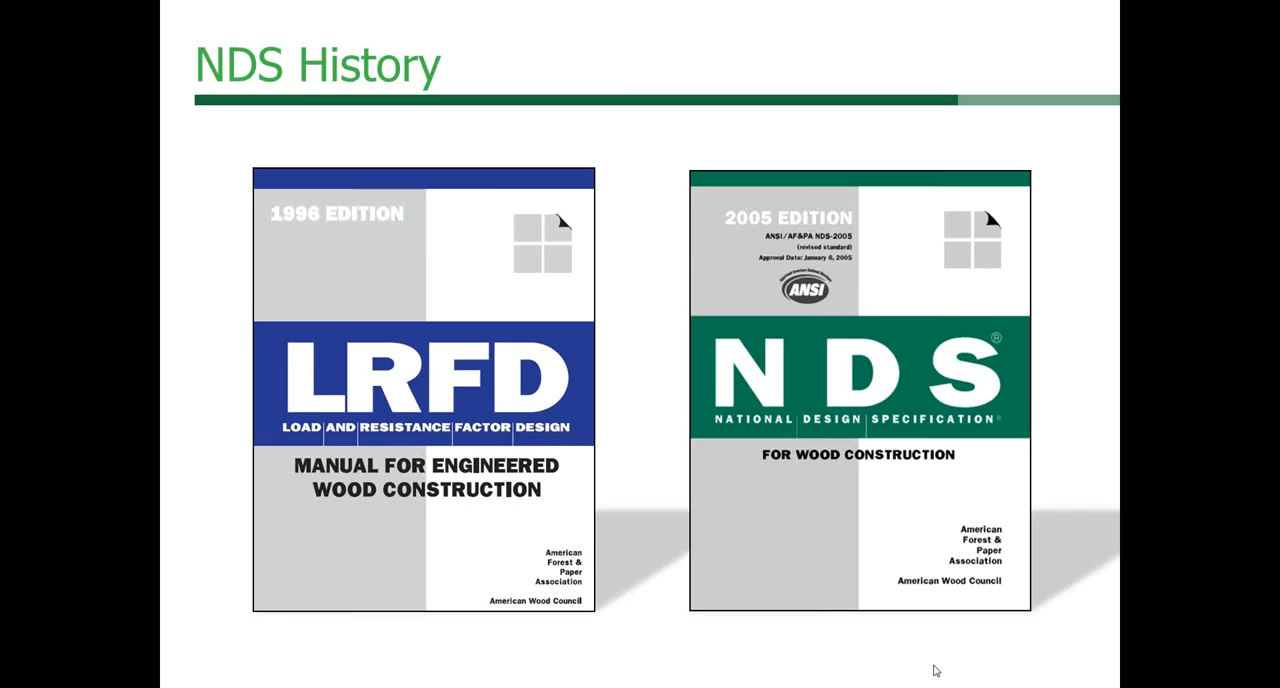 NDS History
1996 EDITION
LRFD
LOAD AND RESISTANCE FACTOR DESIGN
MANUAL FOR ENGINEERED
WOOD CONSTRUCTION
American
Forest &
Paper
Association
American Wood Council
2005 EDITION
ANSI/AF&PA NDS-2005
(revised standard)
Approval Date: January 6, 2005
ANSI
NDS®
NATIONAL DESIGN SPECIFICATION®
FOR WOOD CONSTRUCTION
American
Forest &
Paper
Association
American Wood Council